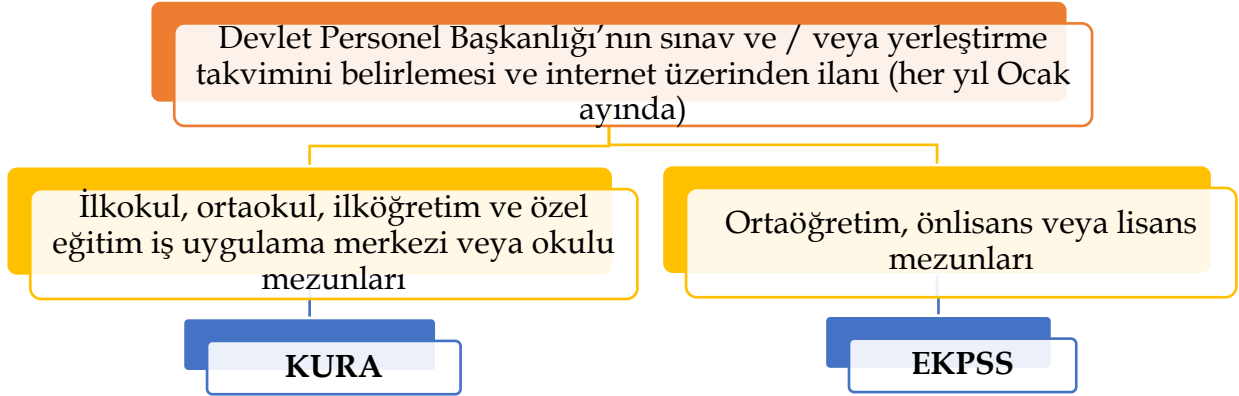 Devlet Personel Başkanlığı’nın sınav ve / veya yerleştirme
takvimini belirlemesi ve internet üzerinden ilanı (her yıl Ocak
ayında)
İlkokul, ortaokul, ilköğretim ve özel
eğitim iş uygulama merkezi veya okulu
mezunları
Ortaöğretim, önlisans veya lisans
mezunları
KURA
EKPSS